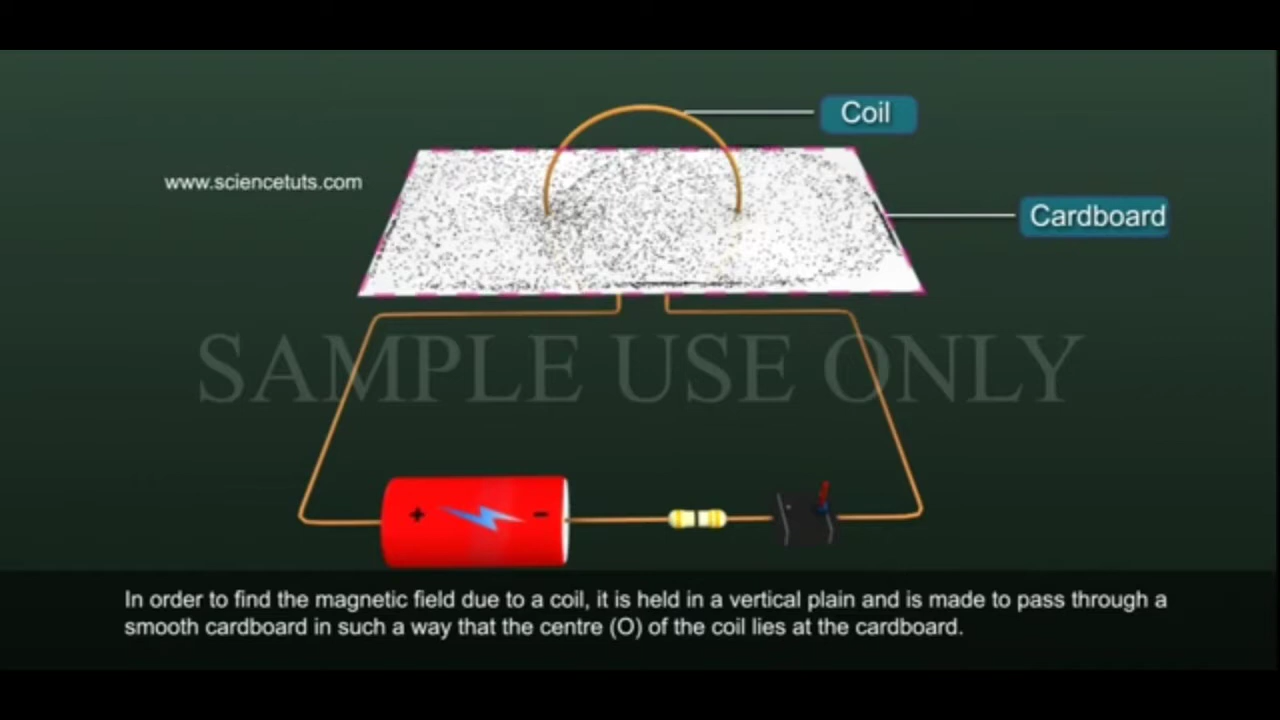 Coil
www.sciencetuts.com
Cardboard
SAMPLE USE ONLY
+ -
In order to find the magnetic field due to a coil, it is held in a vertical plain and is made to pass through a
smooth cardboard in such a way that the centre (O) of the coil lies at the cardboard.